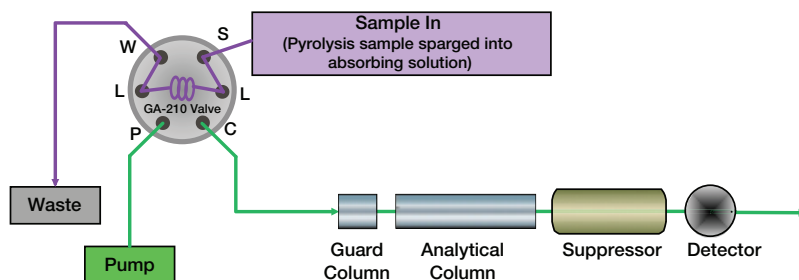 Sample In
(Pyrolysis sample sparged into
absorbing solution)
W
S
L
L
GA-210 Valve
P
C
Waste
Pump
Guard
Column
Analytical
Column
Suppressor
Detector